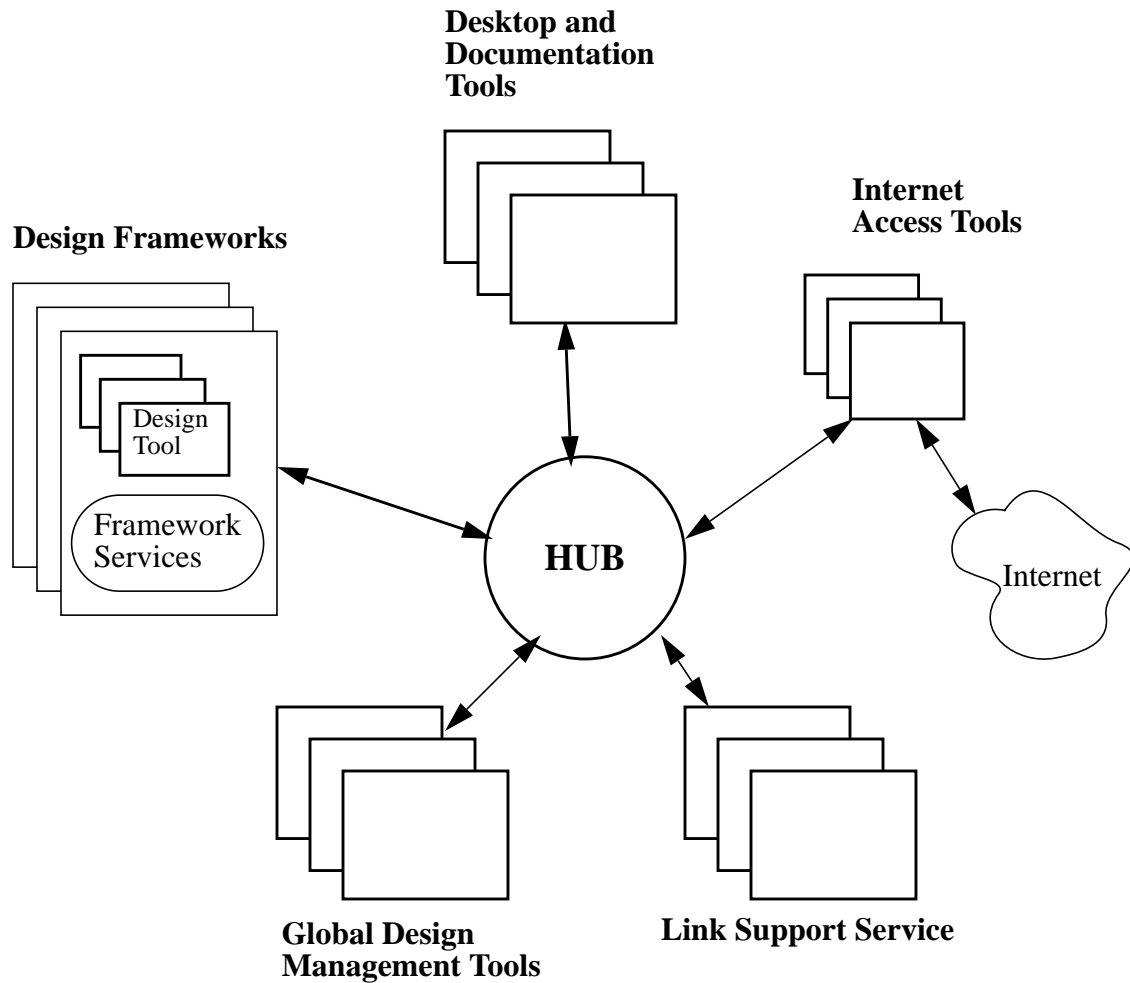 Desktop and
Documentation
Tools
Internet
Access Tools
Design Frameworks
Design
Tool
Framework
Services
HUB
Internet
Global Design
Management Tools
Link Support Service